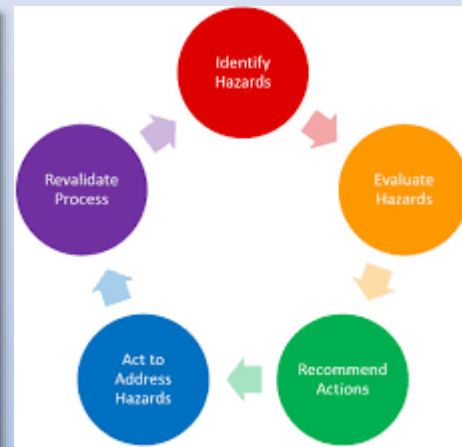 Identify
Hazards
Evaluate
Hazards
Recommend
Actions
Act to
Address
Hazards
Revalidate
Process